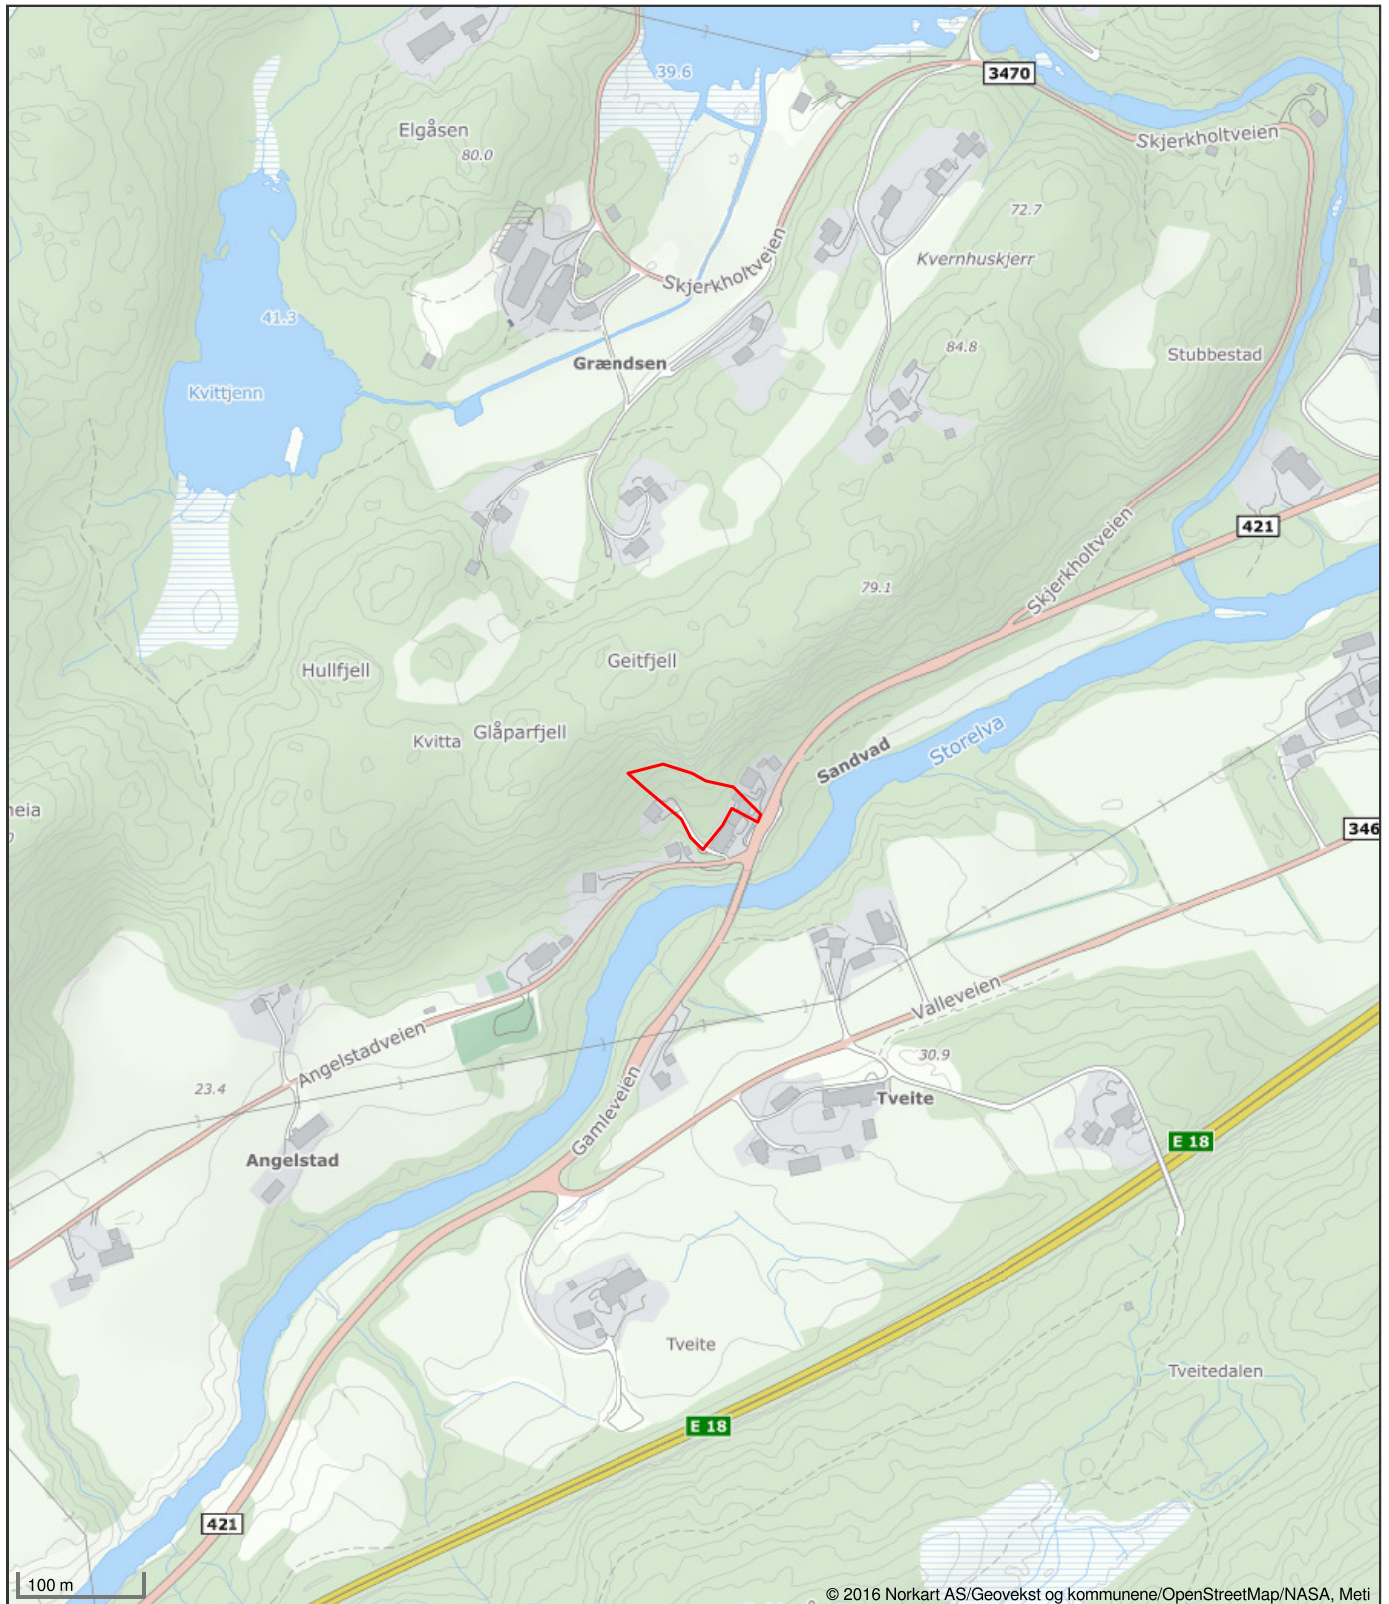 39.6
3470
Elgåsen
80.0
Skjerkholtveien
72.7
Kvernhuskjerr
Skjerkholtveien
41.3
Grændsen
84.8
Stubbestad
Kvittjenn
421
Skjerkholtveien
79.1
Geitfjell
Hullfjell
Glåparfjell
Kvitta
Storelva
Sandvad
heia
346
Valleveien
Angelstadveien
30.9
23.4
Gamleveien
Tveite
E 18
Angelstad
Tveite
Tveitedalen
E 18
421
100 m
© 2016 Norkart AS/Geovekst og kommunene/OpenStreetMap/NASA, Meti